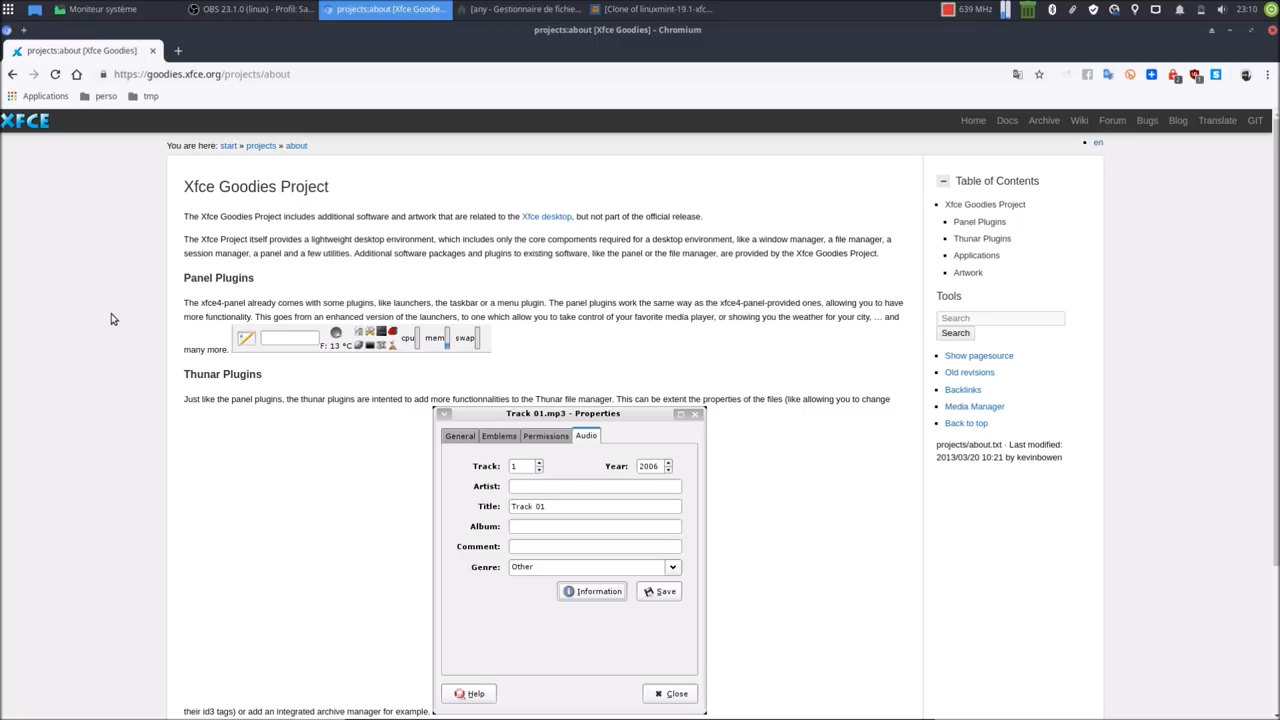 Moniteur système
OBS 23.1.0 (linux) - Profil: Sa...
projects:about [Xfce Goodie...
[any - Gestionnaire de fichie...
[Clone of linuxmint-19.1-xfc...
639 MHz
23:10
projects:about [Xfce Goodies] - Chromium
projects:about [Xfce Goodies]
https://goodies.xfce.org/projects/about
Applications
perso
tmp
XFCE
Home Docs Archive Wiki Forum Bugs Blog Translate GIT
You are here: start » projects » about
en
Xfce Goodies Project
The Xfce Goodies Project includes additional software and artwork that are related to the Xfce desktop, but not part of the official release.
The Xfce Project itself provides a lightweight desktop environment, which includes only the core components required for a desktop environment, like a window manager, a file manager, a
session manager, a panel and a few utilities. Additional software packages and plugins to existing software, like the panel or the file manager, are provided by the Xfce Goodies Project.
Panel Plugins
The xfce4-panel already comes with some plugins, like launchers, the taskbar or a menu plugin. The panel plugins work the same way as the xfce4-panel-provided ones, allowing you to have
more functionality. This goes from an enhanced version of the launchers, to one which allow you to take control of your favorite media player, or showing you the weather for your city, … and
many more.
F: 13 °C
cpu
mem
swap
Thunar Plugins
Just like the panel plugins, the thunar plugins are intented to add more functionnalities to the Thunar file manager. This can be extent the properties of the files (like allowing you to change
Track 01.mp3 - Properties
General Emblems Permissions Audio
Track: 1 Year: 2006
Artist:
Title: Track 01
Album:
Comment:
Genre: Other
Information Save
Help Close
their id3 tags) or add an integrated archive manager for example.
Table of Contents
Xfce Goodies Project
Panel Plugins
Thunar Plugins
Applications
Artwork
Tools
Search
Search
Show pagesource
Old revisions
Backlinks
Media Manager
Back to top
projects/about.txt · Last modified:
2013/03/20 10:21 by kevinbowen